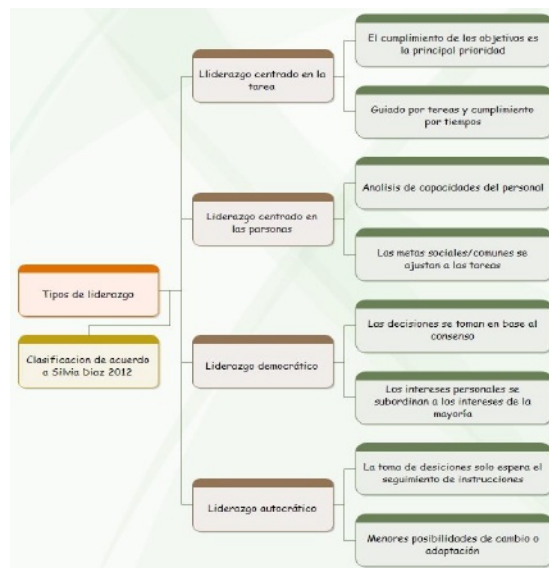 Tipos de liderazgo
Clasificacion de acuerdo
a Silvia Diaz 2012
Lliderazgo centrado en la
tarea
El cumplimiento de los objetivos es
la principal prioridad
Guiado por tereas y cumplimiento
por tiempos
Liderazgo centrado en
las parsonas
Analisis de capacidades del personal
Las metas sociales/comunes se
ajustan a las tareas
Liderazgo democrático
Las decisiones se toman en base al
consenso
Los intereses personales se
subordinan a los intereses de la
mayoría
Liderazgo autocrático
La toma de desiciones solo espera el
seguimiento de instrucciones
Menores posibilidades de cambio o
adaptación